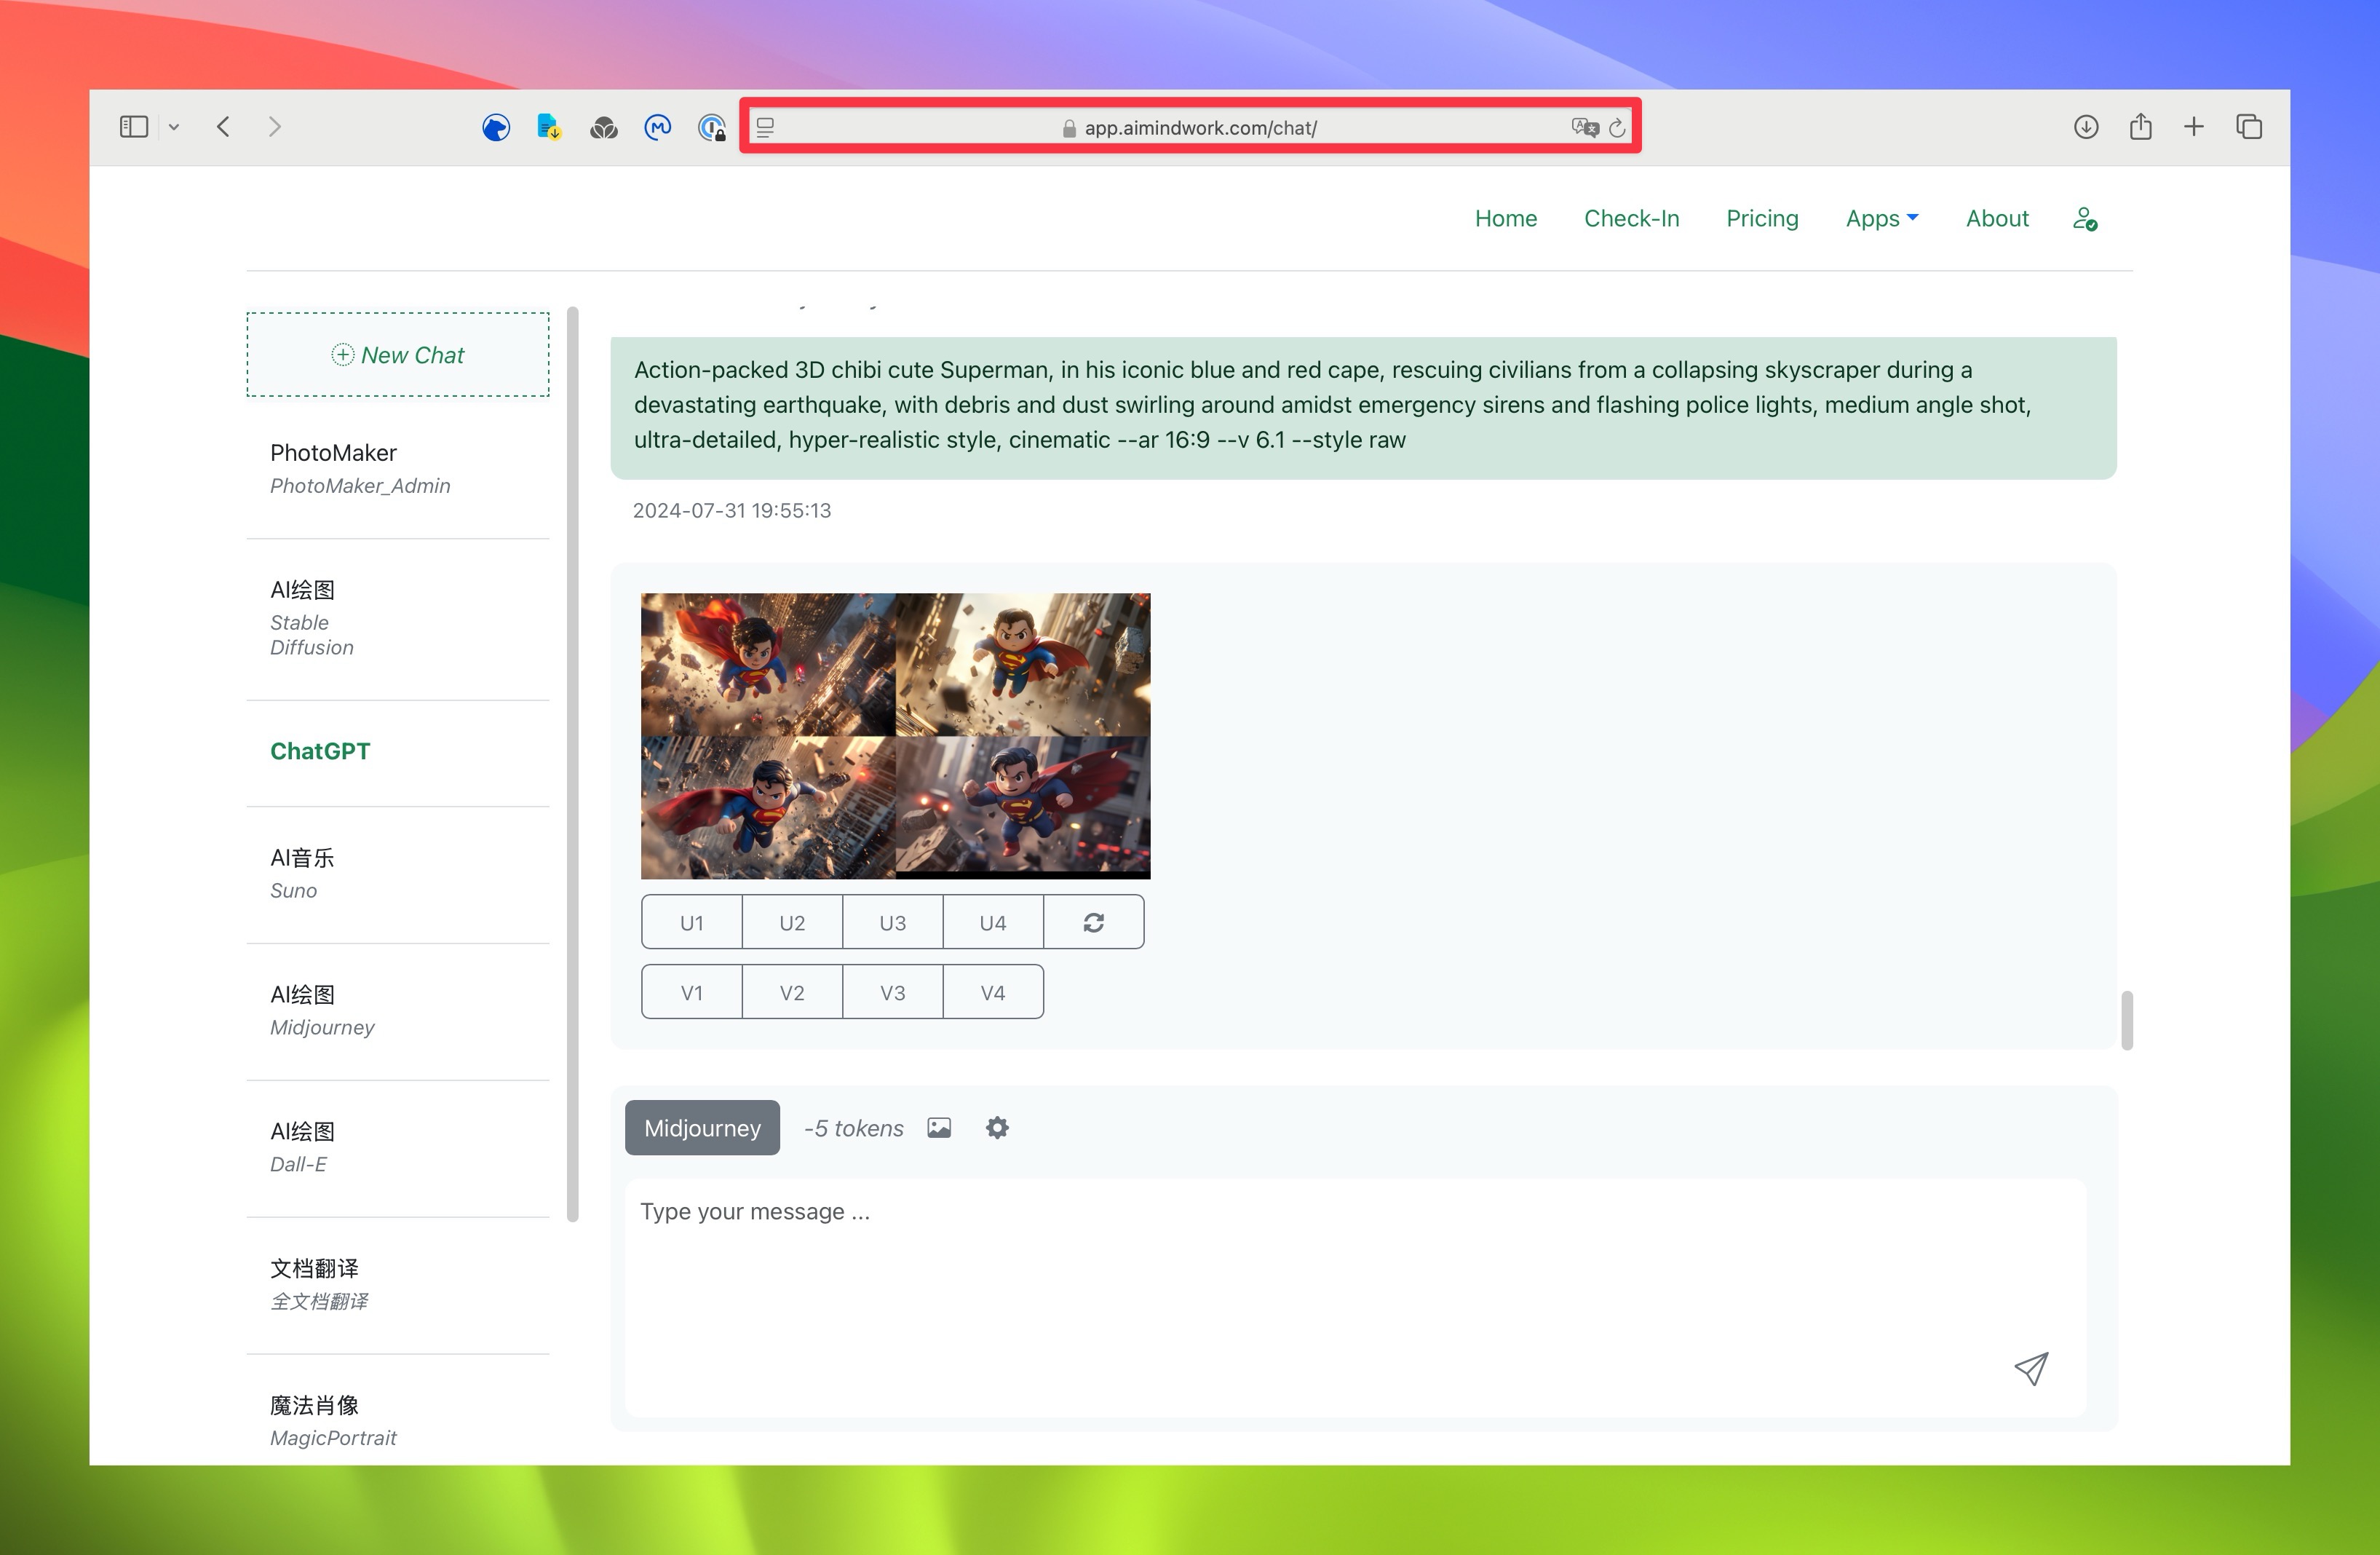 app.aimindwork.com/chat/
Home Check-In Pricing Apps About
New Chat
PhotoMaker
PhotoMaker_Admin
AI绘图
Stable
Diffusion
ChatGPT
AI音乐
Suno
AI绘图
Midjourney
AI绘图
Dall-E
文档翻译
全文档翻译
魔法肖像
MagicPortrait
Action-packed 3D chibi cute Superman, in his iconic blue and red cape, rescuing civilians from a collapsing skyscraper during a
devastating earthquake, with debris and dust swirling around amidst emergency sirens and flashing police lights, medium angle shot,
ultra-detailed, hyper-realistic style, cinematic --ar 16:9 --v 6.1 --style raw
2024-07-31 19:55:13
U1 U2 U3 U4
V1 V2 V3 V4
Midjourney -5 tokens
Type your message ...